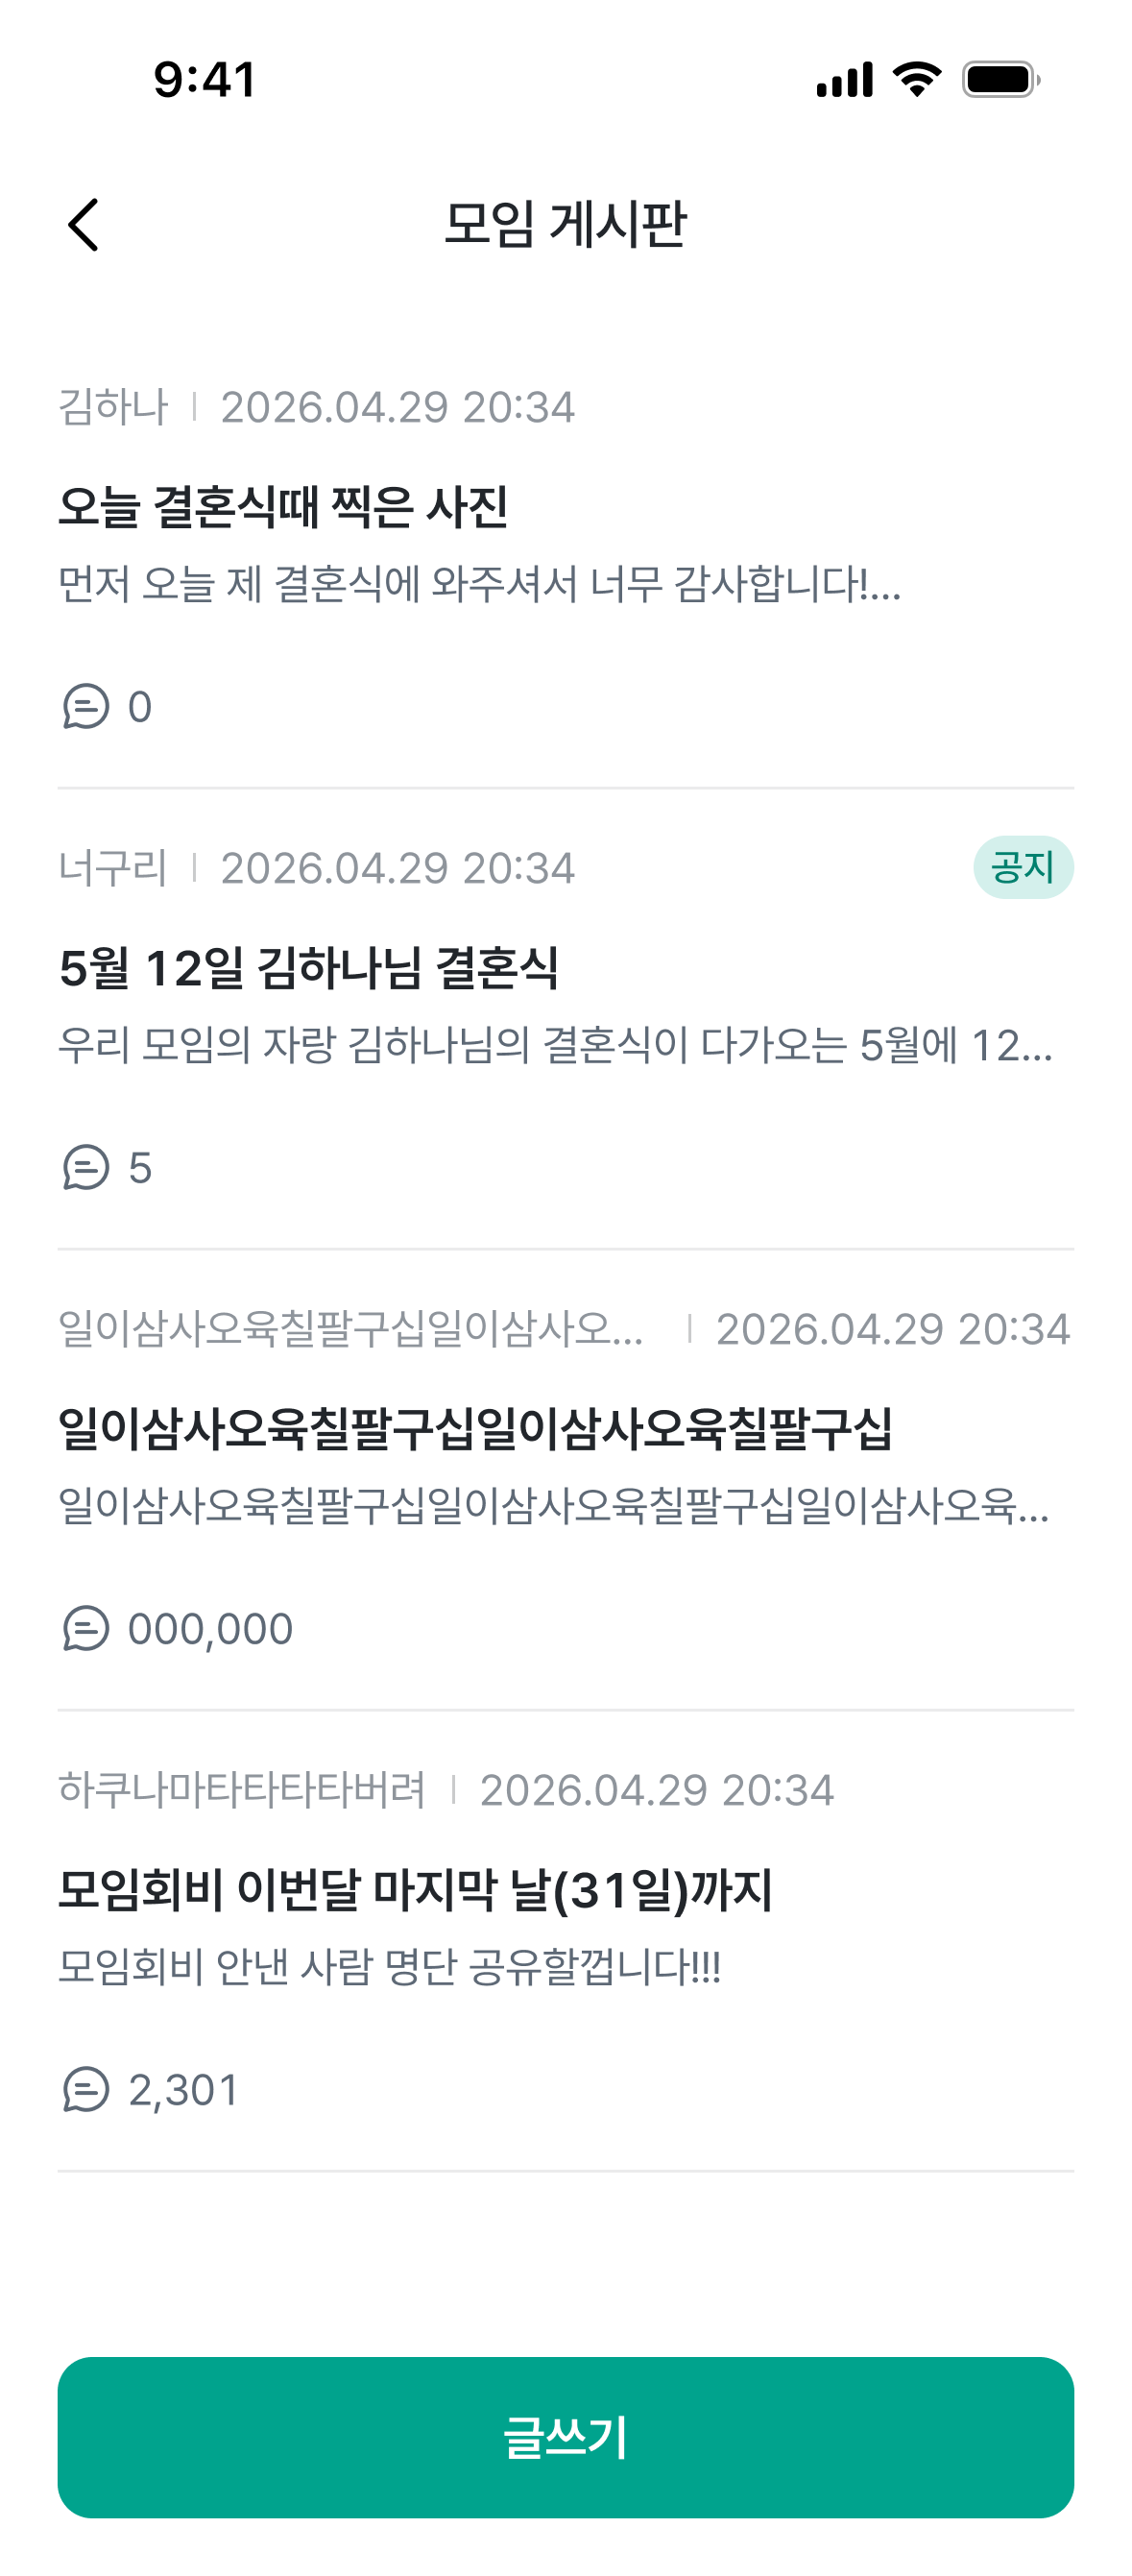 9:41
모임 게시판
김하나 2026.04.29 20:34
오늘 결혼식때 찍은 사진
먼저 오늘 제 결혼식에 와주셔서 너무 감사합니다!...
0
너구리 2026.04.29 20:34 공지
5월 12일 김하나님 결혼식
우리 모임의 자랑 김하나님의 결혼식이 다가오는 5월에 12...
5
일이삼사오육칠팔구십일이삼사오... 2026.04.29 20:34
일이삼사오육칠팔구십일이삼사오육칠팔구십
일이삼사오육칠팔구십일이삼사오육칠팔구십일이삼사오육...
000,000
하쿠나마타타타타버려 2026.04.29 20:34
모임회비 이번달 마지막 날(31일)까지
모임회비 안낸 사람 명단 공유할껍니다!!!
2,301
글쓰기